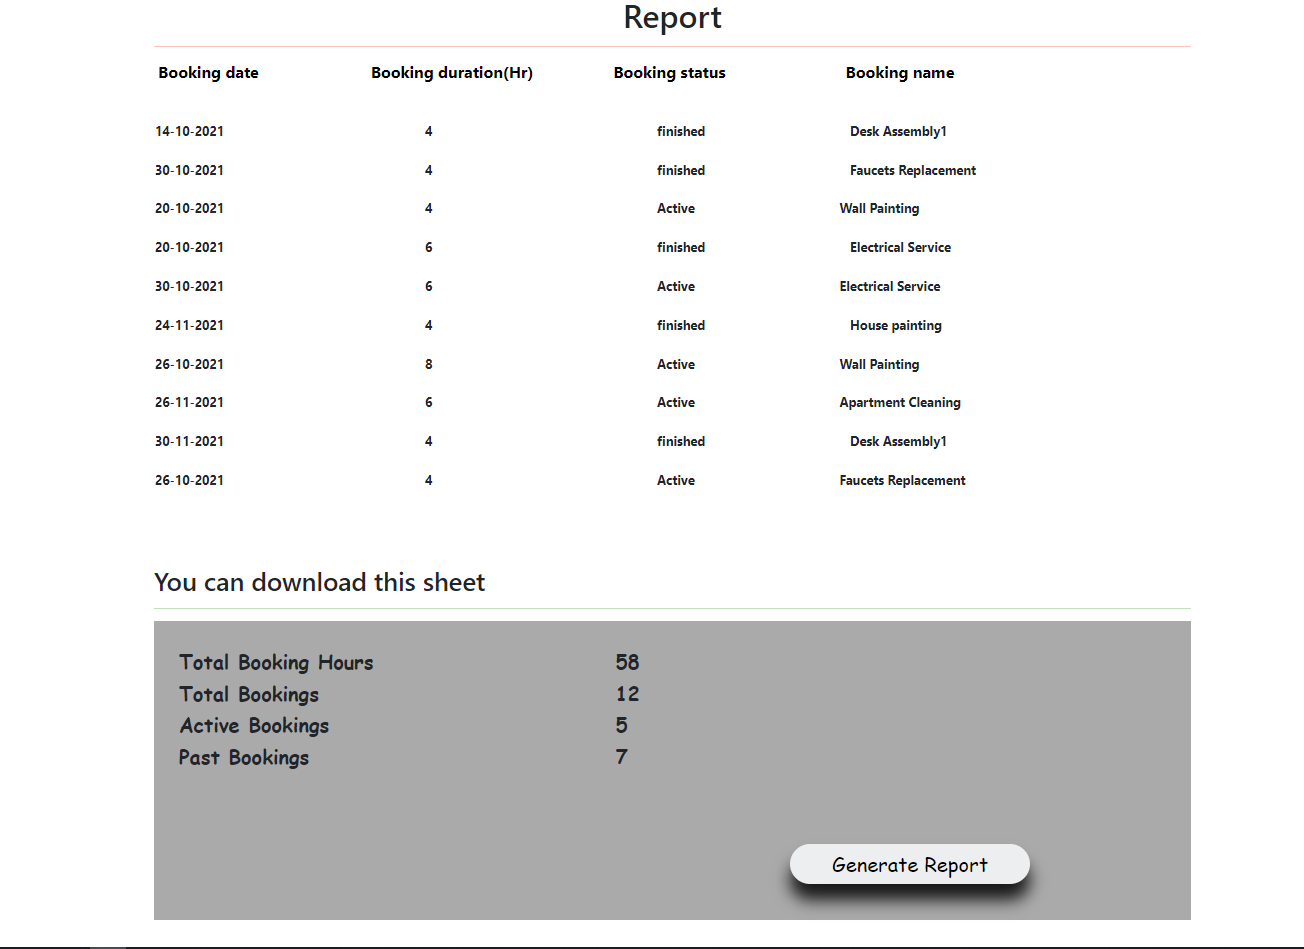 Report
Booking date Booking duration(Hr) Booking status Booking name
14-10-2021 4 finished Desk Assembly1
30-10-2021 4 finished Faucets Replacement
20-10-2021 4 Active Wall Painting
20-10-2021 6 finished Electrical Service
30-10-2021 6 Active Electrical Service
24-11-2021 4 finished House painting
26-10-2021 8 Active Wall Painting
26-11-2021 6 Active Apartment Cleaning
30-11-2021 4 finished Desk Assembly1
26-10-2021 4 Active Faucets Replacement
You can download this sheet
Total Booking Hours 58
Total Bookings 12
Active Bookings 5
Past Bookings 7
Generate Report